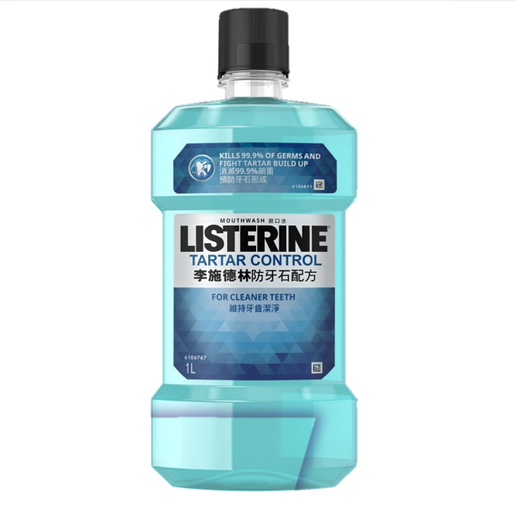 KILLS 99.9% OF GERMS AND
FIGHT TARTAR BUILD UP
消滅99.9%細菌
預防牙石形成
MOUTHWASH 漱口水
LISTERINE®
TARTAR CONTROL
李施德林防牙石配方
FOR CLEANER TEETH
維持牙齒潔淨
1L